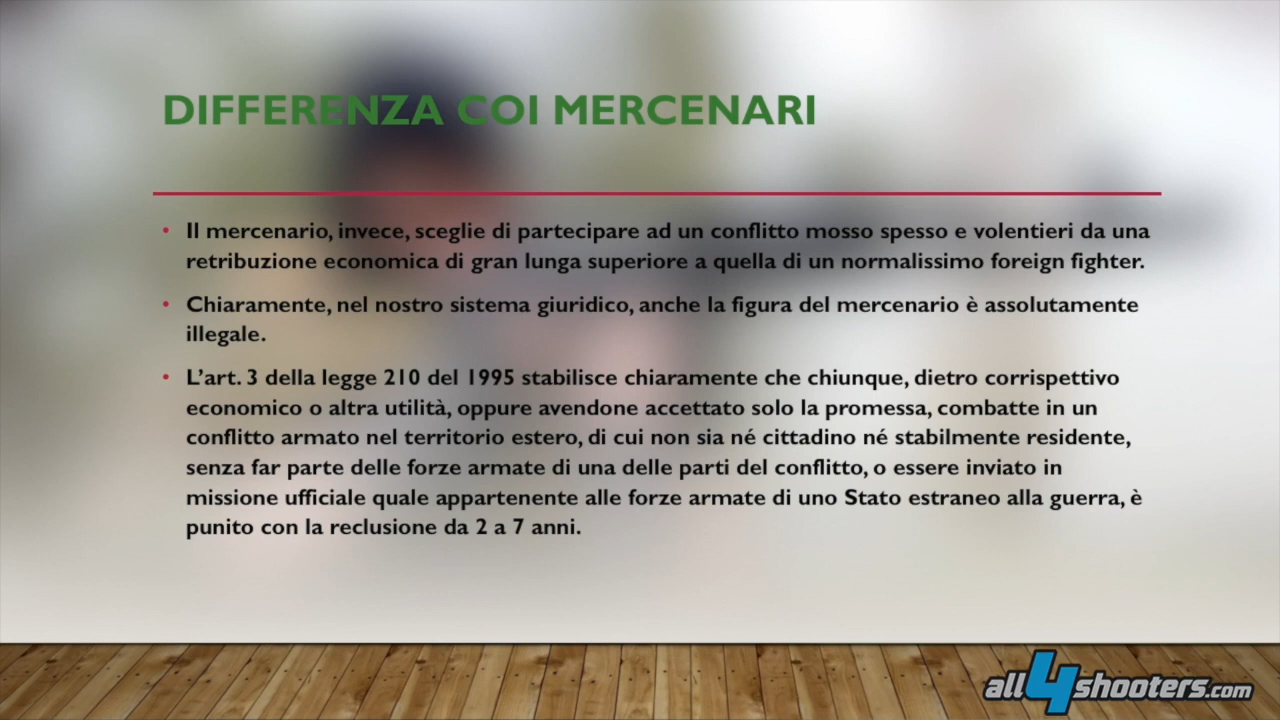 DIFFERENZA COI MERCENARI
• Il mercenario, invece, sceglie di partecipare ad un conflitto mosso spesso e volentieri da una
retribuzione economica di gran lunga superiore a quella di un normalissimo foreign fighter.
• Chiaramente, nel nostro sistema giuridico, anche la figura del mercenario è assolutamente
illegale.
• L’art. 3 della legge 210 del 1995 stabilisce chiaramente che chiunque, dietro corrispettivo
economico o altra utilità, oppure avendone accettato solo la promessa, combatte in un
conflitto armato nel territorio estero, di cui non sia né cittadino né stabilmente residente,
senza far parte delle forze armate di una delle parti del conflitto, o essere inviato in
missione ufficiale quale appartenente alle forze armate di uno Stato estraneo alla guerra, è
punito con la reclusione da 2 a 7 anni.
all4shooters.com